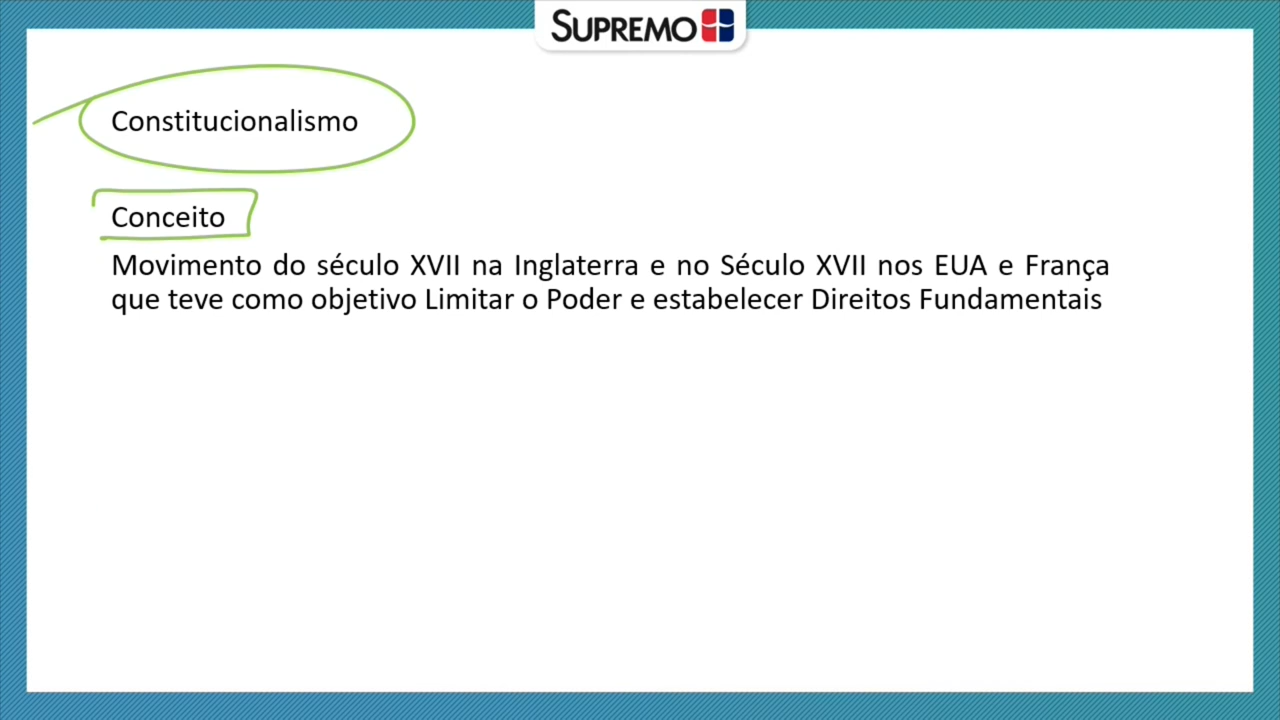 SUPREMO
Constitucionalismo
Conceito
Movimento do século XVII na Inglaterra e no Século XVII nos EUA e França
que teve como objetivo Limitar o Poder e estabelecer Direitos Fundamentais